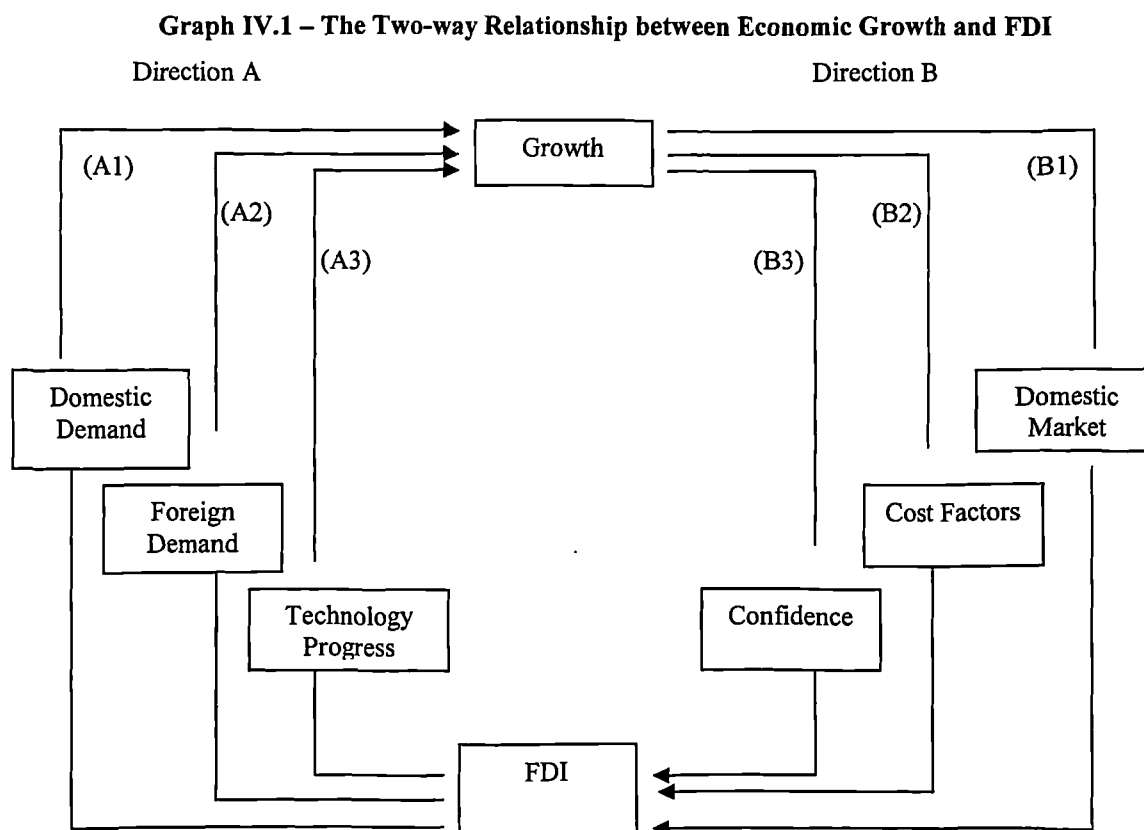 Graph IV.1 – The Two-way Relationship between Economic Growth and FDI
Direction A
Direction B
Growth
(A1)
(B1)
(A2)
(B2)
(A3)
(B3)
Domestic
Demand
Domestic
Market
Foreign
Demand
Cost Factors
Technology
Progress
Confidence
FDI